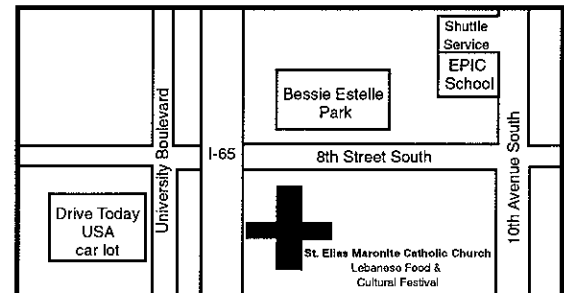 Shuttle
Service
EPIC
School
Bessie Estelle
Park
University Boulevard
I-65
8th Street South
10th Avenue South
Drive Today
USA
car lot
St. Elias Maronite Catholic Church
Lebanese Food &
Cultural Festival